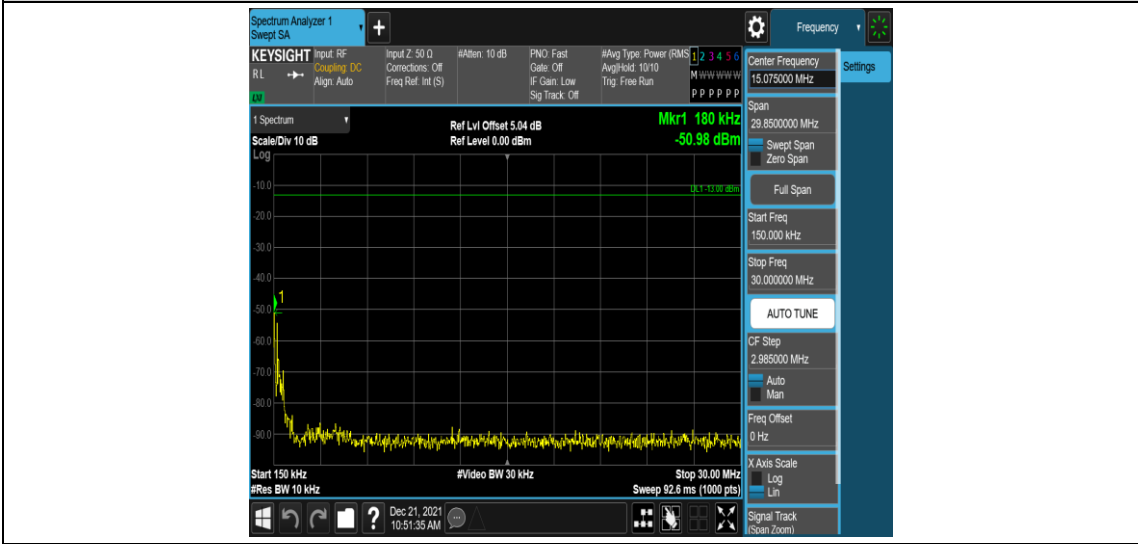 Spectrum Analyzer 1
Swept SA
+
Frequency
KEYSIGHT
RL
Input: RF
Coupling: DC
Align: Auto
Input Z: 50 Ω
Corrections: Off
Freq Ref: Int (S)
#Atten: 10 dB
PNO: Fast
Gate: Off
IF Gain: Low
Sig Track: Off
#Avg Type: Power (RMS
Avg|Hold: 10/10
Trig: Free Run
1 2 3 4 5 6
M W W W W W
P P P P P P
1 Spectrum
Scale/Div 10 dB
Log
Ref Lvl Offset 5.04 dB
Ref Level 0.00 dBm
Mkr1 180 kHz
-50.98 dBm
DL1 -13.00 dBm
-10.0
-20.0
-30.0
-40.0
-50.0
-60.0
-70.0
-80.0
-90.0
1
Start 150 kHz
#Res BW 10 kHz
#Video BW 30 kHz
Stop 30.00 MHz
Sweep 92.6 ms (1000 pts)
?
Dec 21, 2021
10:51:35 AM
Center Frequency
15.075000 MHz
Settings
Span
29.8500000 MHz
Swept Span
Zero Span
Full Span
Start Freq
150.000 kHz
Stop Freq
30.000000 MHz
AUTO TUNE
CF Step
2.985000 MHz
Auto
Man
Freq Offset
0 Hz
X Axis Scale
Log
Lin
Signal Track
(Span Zoom)